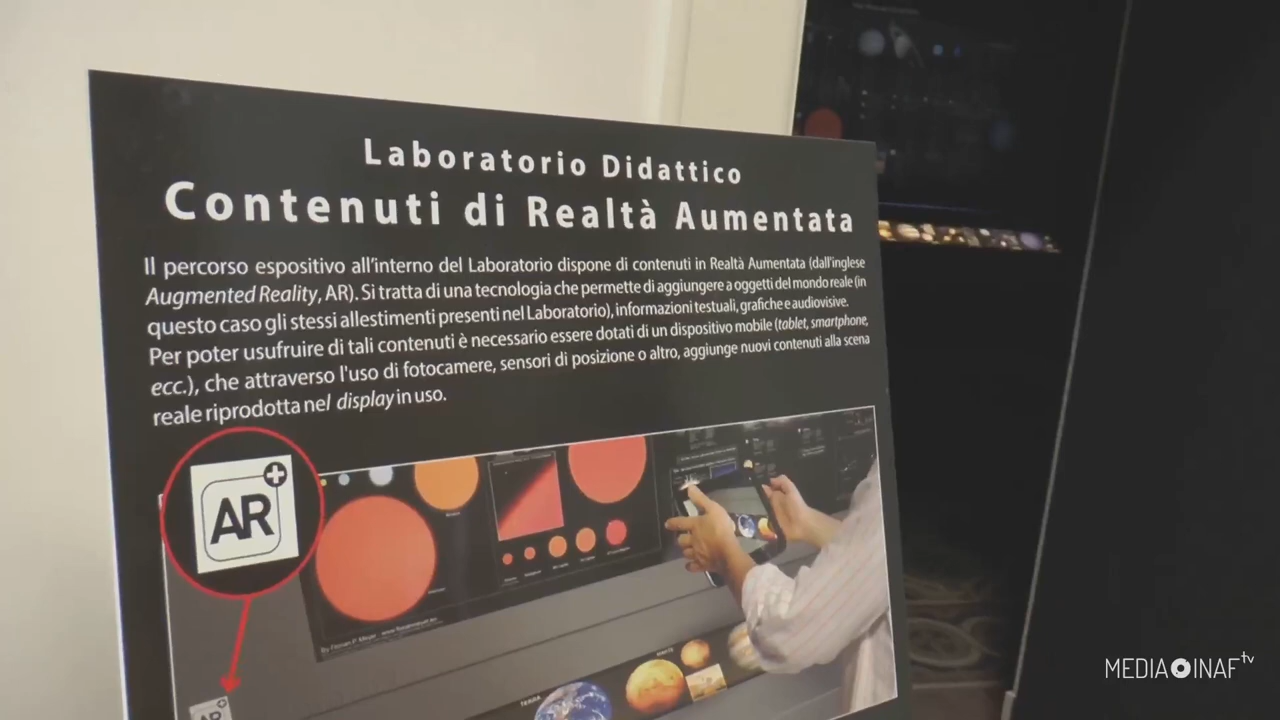 Laboratorio Didattico
Contenuti di Realtà Aumentata
Il percorso espositivo all'interno del Laboratorio dispone di contenuti in Realtà Aumentata (dall'inglese
Augmented Reality, AR). Si tratta di una tecnologia che permette di aggiungere a oggetti del mondo reale (in
questo caso gli stessi allestimenti presenti nel Laboratorio), informazioni testuali, grafiche e audiovisive.
Per poter usufruire di tali contenuti è necessario essere dotati di un dispositivo mobile (tablet, smartphone,
ecc.), che attraverso l'uso di fotocamere, sensori di posizione o altro, aggiunge nuovi contenuti alla scena
reale riprodotta nel display in uso.
AR
MARTE
TERRA
AR
MEDIA INAF tv